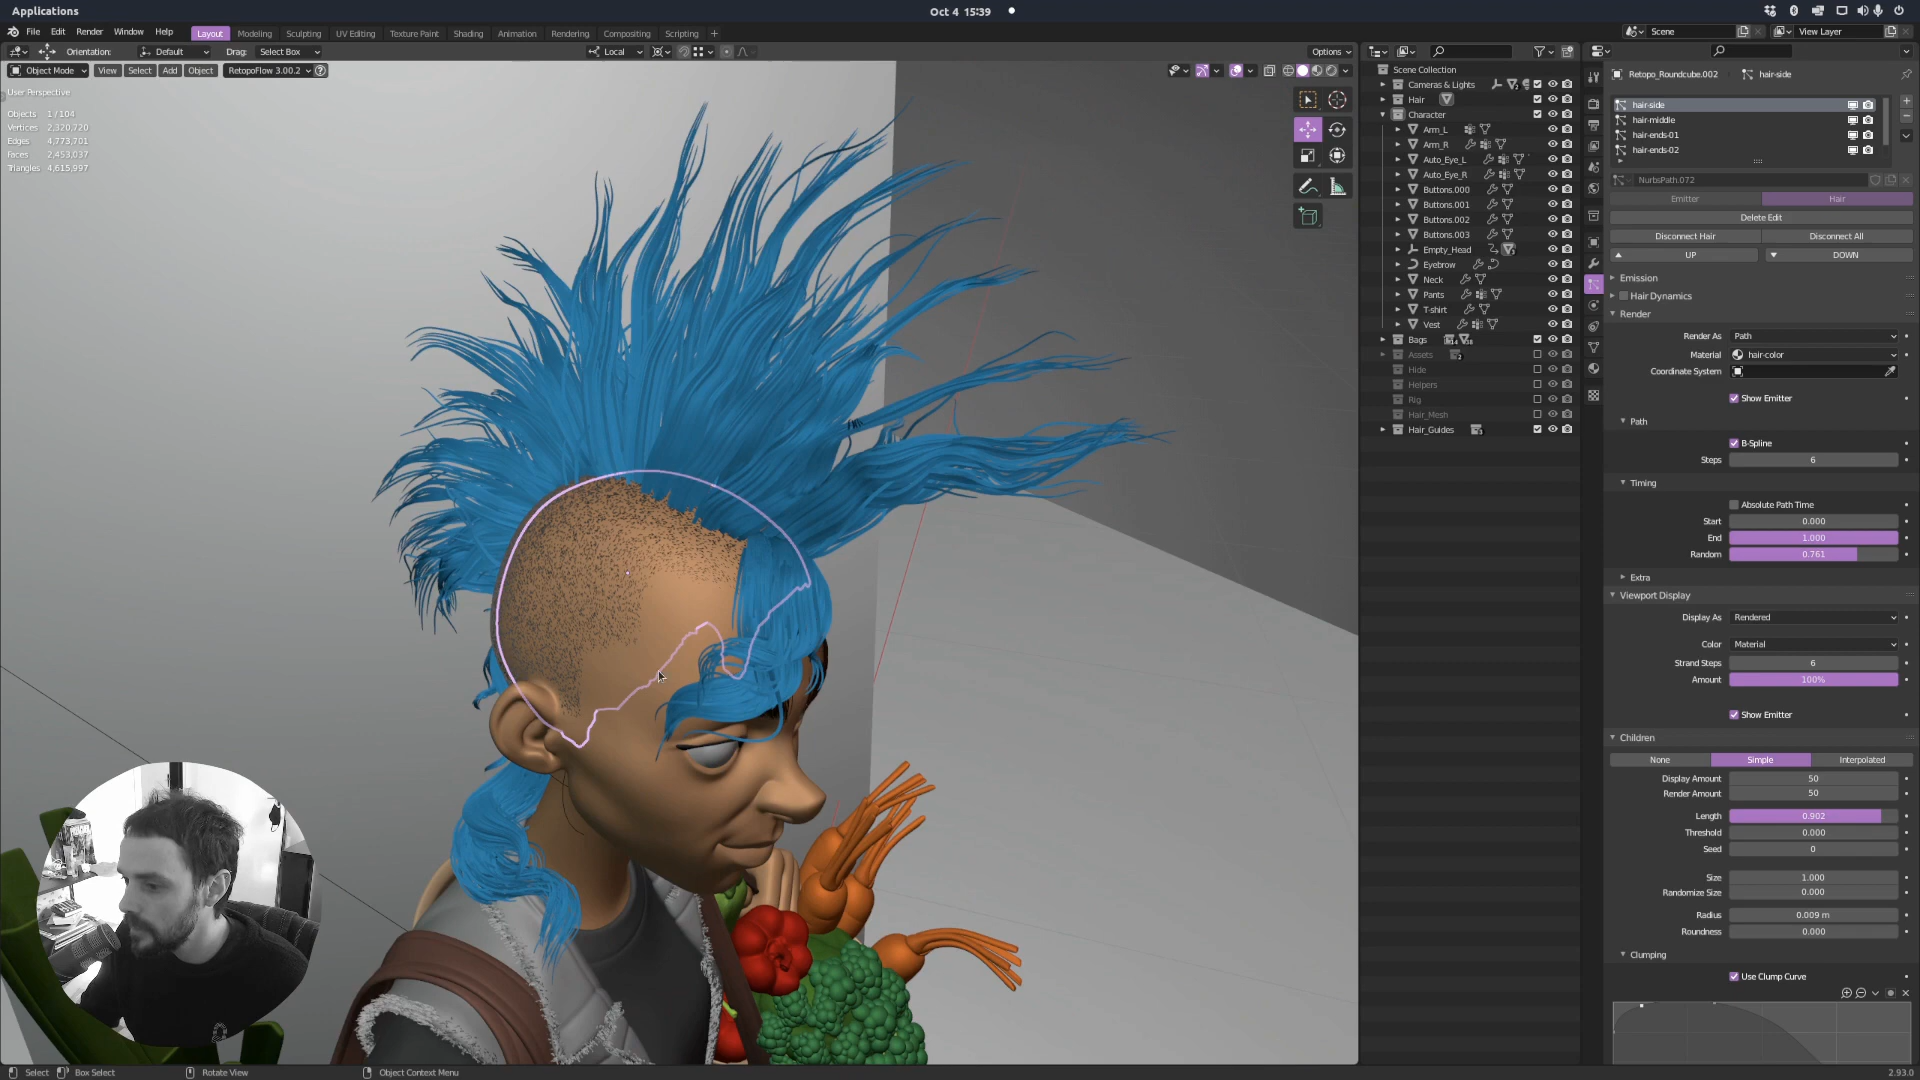 Applications
Oct 4 15:39
File Edit Render Window Help
Layout Modeling Sculpting UV Editing Texture Paint Shading Animation Rendering Compositing Scripting +
Scene
View Layer
Orientation: Default Drag: Select Box
Local
Options
Object Mode View Select Add Object RetopoFlow 3.00.2
User Perspective
Objects 1 / 104
Vertices 2,320,720
Edges 4,773,701
Faces 2,453,037
Triangles 4,615,997
Scene Collection
Cameras & Lights
Hair
Character
Arm_L
Arm_R
Auto_Eye_L
Auto_Eye_R
Buttons.000
Buttons.001
Buttons.002
Buttons.003
Empty_Head
Eyebrow
Neck
Pants
T-shirt
Vest
Bags
Assets
Hide
Helpers
Rig
Hair_Mesh
Hair_Guides
Retopo_Roundcube.002 hair-side
hair-side
hair-middle
hair-ends-01
hair-ends-02
NurbsPath.072
Emitter Hair
Delete Edit
Disconnect Hair Disconnect All
UP DOWN
Emission
Hair Dynamics
Render
Render As Path
Material hair-color
Coordinate System
Show Emitter
Path
B-Spline
Steps 6
Timing
Absolute Path Time
Start 0.000
End 1.000
Random 0.761
Extra
Viewport Display
Display As Rendered
Color Material
Strand Steps 6
Amount 100%
Show Emitter
Children
None Simple Interpolated
Display Amount 50
Render Amount 50
Length 0.902
Threshold 0.000
Seed 0
Size 1.000
Randomize Size 0.000
Radius 0.009 m
Roundness 0.000
Clumping
Use Clump Curve
Select Box Select Rotate View Object Context Menu
2.93.0